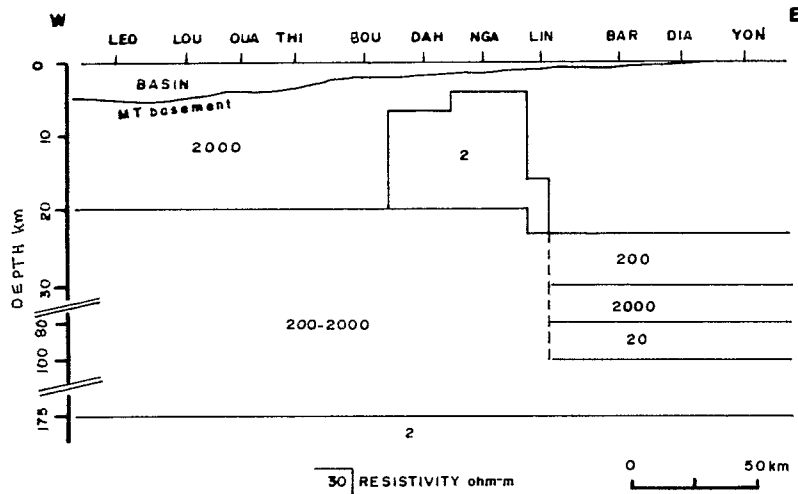 W E
LEO LOU OUA THI BOU DAH NGA LIN BAR DIA YON
0
BASIN
MT basement
10
2000
2
20
200
30
2000
200-2000
80
20
100
175
2
DEPTH km
30 RESISTIVITY ohm-m
0 50 km